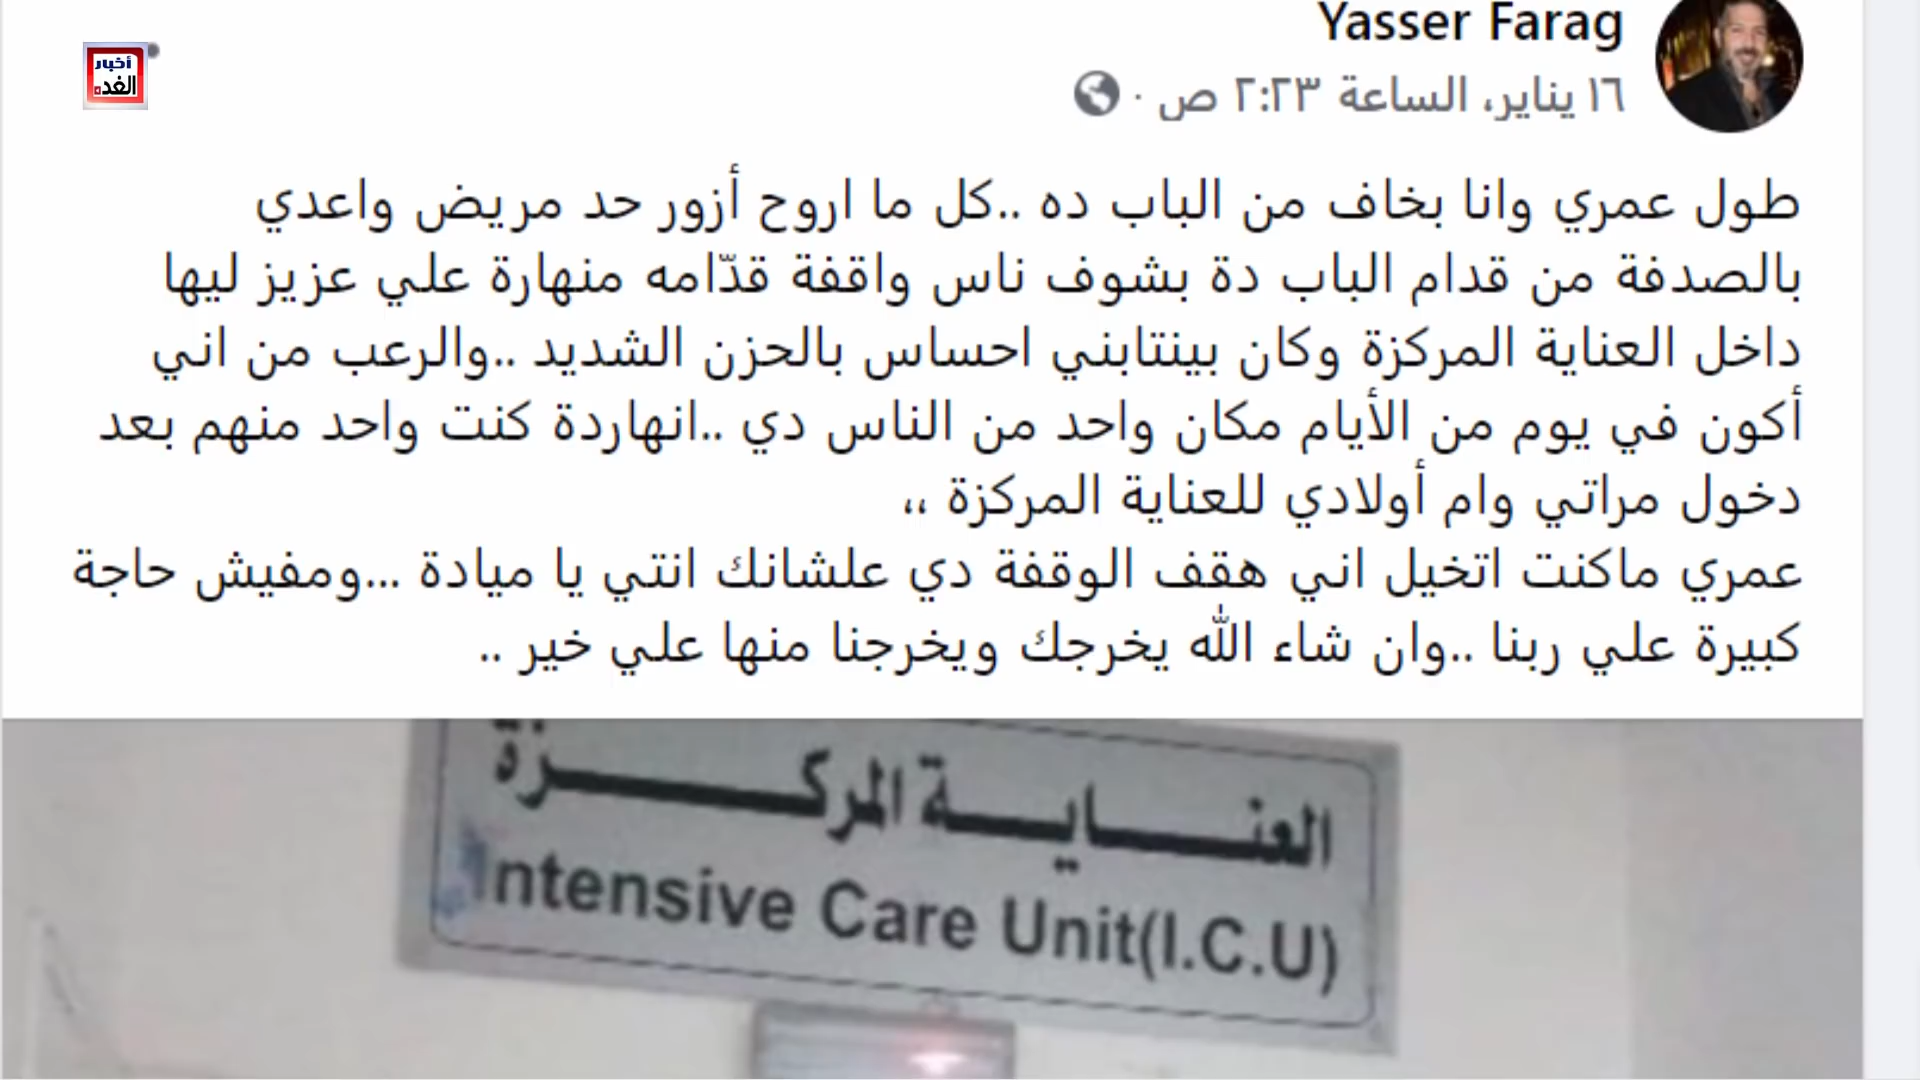 أخبار
الغد
Yasser Farag
١٦ يناير، الساعة ٢:٢٣ ص ·
طول عمري وانا بخاف من الباب ده ..كل ما اروح أزور حد مريض واعدي
بالصدفة من قدام الباب دة بشوف ناس واقفة قدّامه منهارة علي عزيز ليها
داخل العناية المركزة وكان بينتابني احساس بالحزن الشديد ..والرعب من اني
أكون في يوم من الأيام مكان واحد من الناس دي ..انهاردة كنت واحد منهم بعد
دخول مراتي وام أولادي للعناية المركزة ،،
عمري ماكنت اتخيل اني هقف الوقفة دي علشانك انتي يا ميادة ...ومفيش حاجة
كبيرة علي ربنا ..وان شاء الله يخرجك ويخرجنا منها علي خير ..
العنايـة المركـزة
Intensive Care Unit(I.C.U)